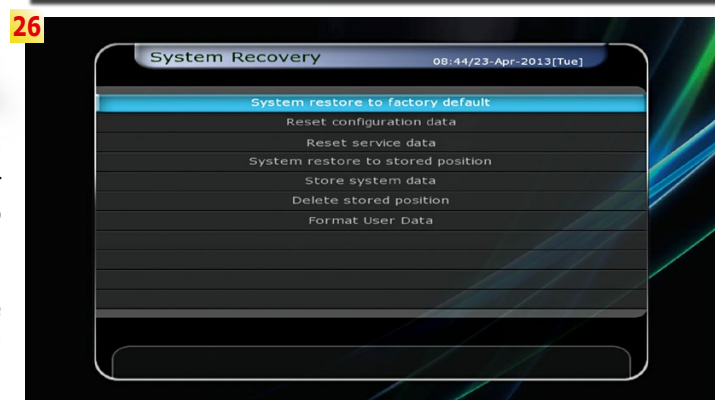 26
System Recovery 08:44/23-Apr-2013[Tue]
System restore to factory default
Reset configuration data
Reset service data
System restore to stored position
Store system data
Delete stored position
Format User Data